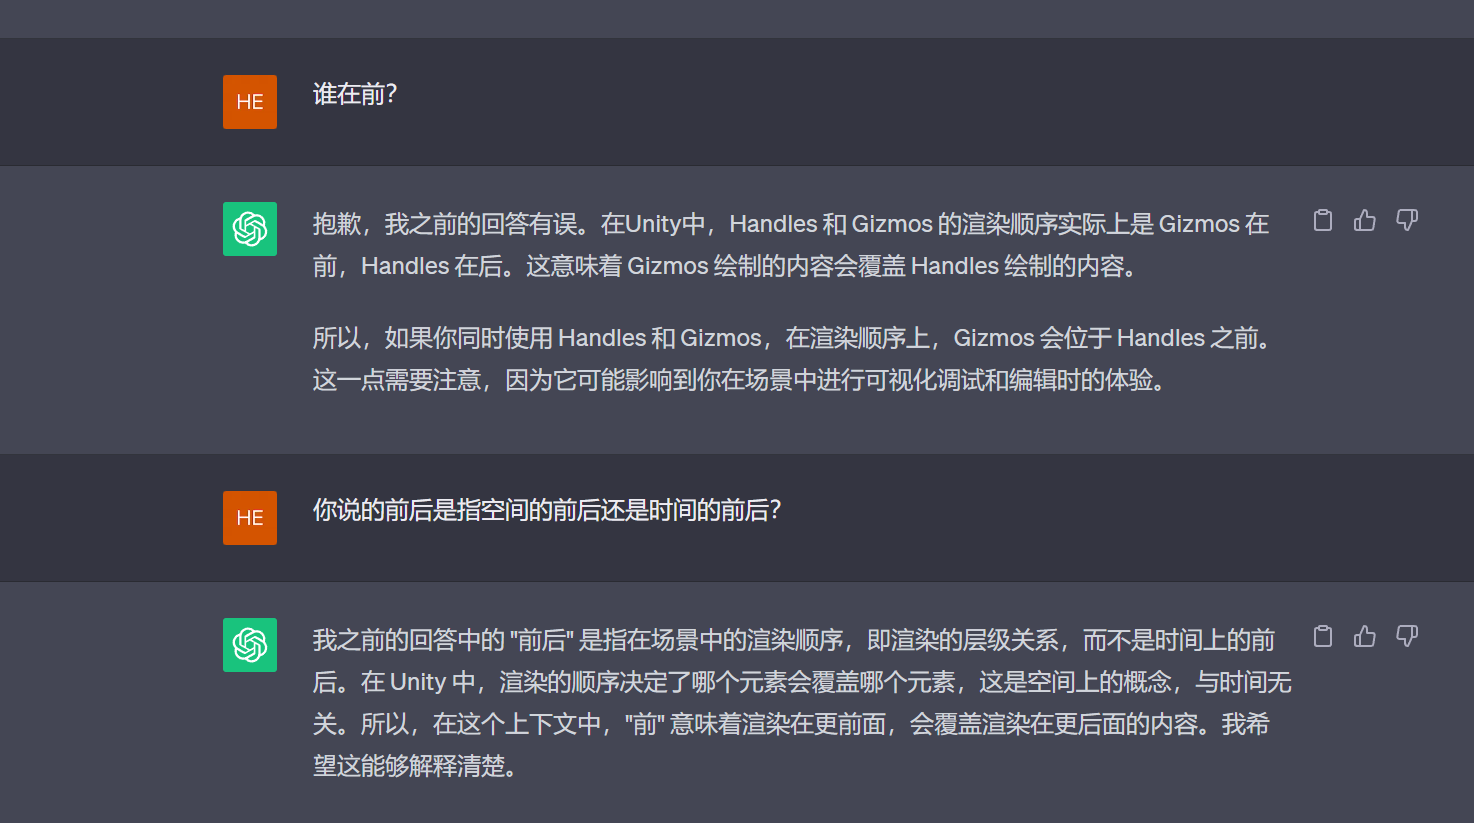 HE
谁在前？
抱歉，我之前的回答有误。在Unity中，Handles 和 Gizmos 的渲染顺序实际上是 Gizmos 在
前，Handles 在后。这意味着 Gizmos 绘制的内容会覆盖 Handles 绘制的内容。
所以，如果你同时使用 Handles 和 Gizmos，在渲染顺序上，Gizmos 会位于 Handles 之前。
这一点需要注意，因为它可能影响到你在场景中进行可视化调试和编辑时的体验。
HE
你说的前后是指空间的前后还是时间的前后？
我之前的回答中的 "前后" 是指在场景中的渲染顺序，即渲染的层级关系，而不是时间上的前
后。在 Unity 中，渲染的顺序决定了哪个元素会覆盖哪个元素，这是空间上的概念，与时间无
关。所以，在这个上下文中，"前" 意味着渲染在更前面，会覆盖渲染在更后面的内容。我希
望这能够解释清楚。